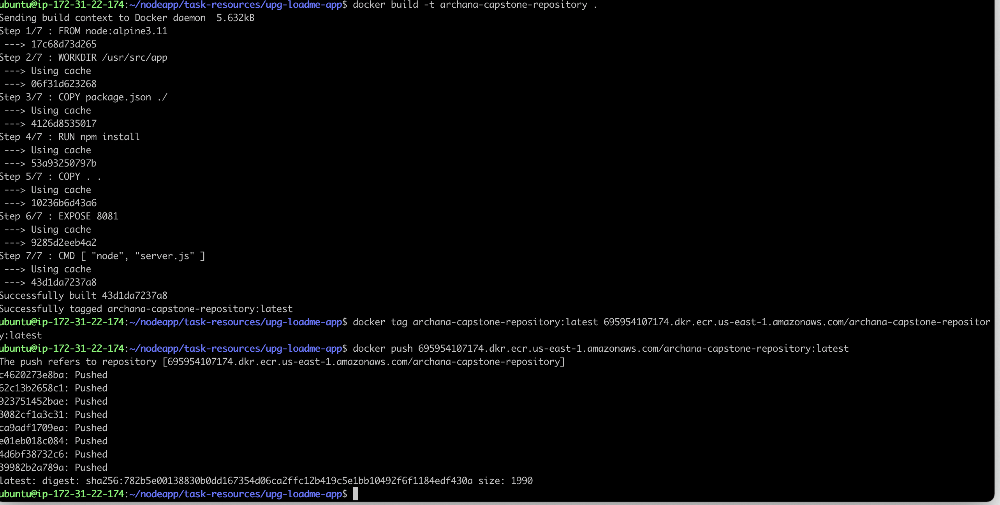 ubuntu@ip-172-31-22-174:~/nodeapp/task-resources/upg-loadme-app$ docker build -t archana-capstone-repository .
Sending build context to Docker daemon  5.632kB
Step 1/7 : FROM node:alpine3.11
 ---> 17c68d73d265
Step 2/7 : WORKDIR /usr/src/app
 ---> Using cache
 ---> 06f31d623268
Step 3/7 : COPY package.json ./
 ---> Using cache
 ---> 4126d8535017
Step 4/7 : RUN npm install
 ---> Using cache
 ---> 53a93250797b
Step 5/7 : COPY . .
 ---> Using cache
 ---> 10236b6d43a6
Step 6/7 : EXPOSE 8081
 ---> Using cache
 ---> 9285d2eeb4a2
Step 7/7 : CMD [ "node", "server.js" ]
 ---> Using cache
 ---> 43d1da7237a8
Successfully built 43d1da7237a8
Successfully tagged archana-capstone-repository:latest
ubuntu@ip-172-31-22-174:~/nodeapp/task-resources/upg-loadme-app$ docker tag archana-capstone-repository:latest 695954107174.dkr.ecr.us-east-1.amazonaws.com/archana-capstone-repositor
y:latest
ubuntu@ip-172-31-22-174:~/nodeapp/task-resources/upg-loadme-app$ docker push 695954107174.dkr.ecr.us-east-1.amazonaws.com/archana-capstone-repository:latest
The push refers to repository [695954107174.dkr.ecr.us-east-1.amazonaws.com/archana-capstone-repository]
c4620273e8ba: Pushed
62c13b2658c1: Pushed
923751452bae: Pushed
3082cf1a3c31: Pushed
ca9adf1709ea: Pushed
e01eb018c084: Pushed
4d6bf38732c6: Pushed
39982b2a789a: Pushed
latest: digest: sha256:782b5e00138830b0dd167354d06ca2ffc12b419c5e1bb10492f6f1184edf430a size: 1990
ubuntu@ip-172-31-22-174:~/nodeapp/task-resources/upg-loadme-app$